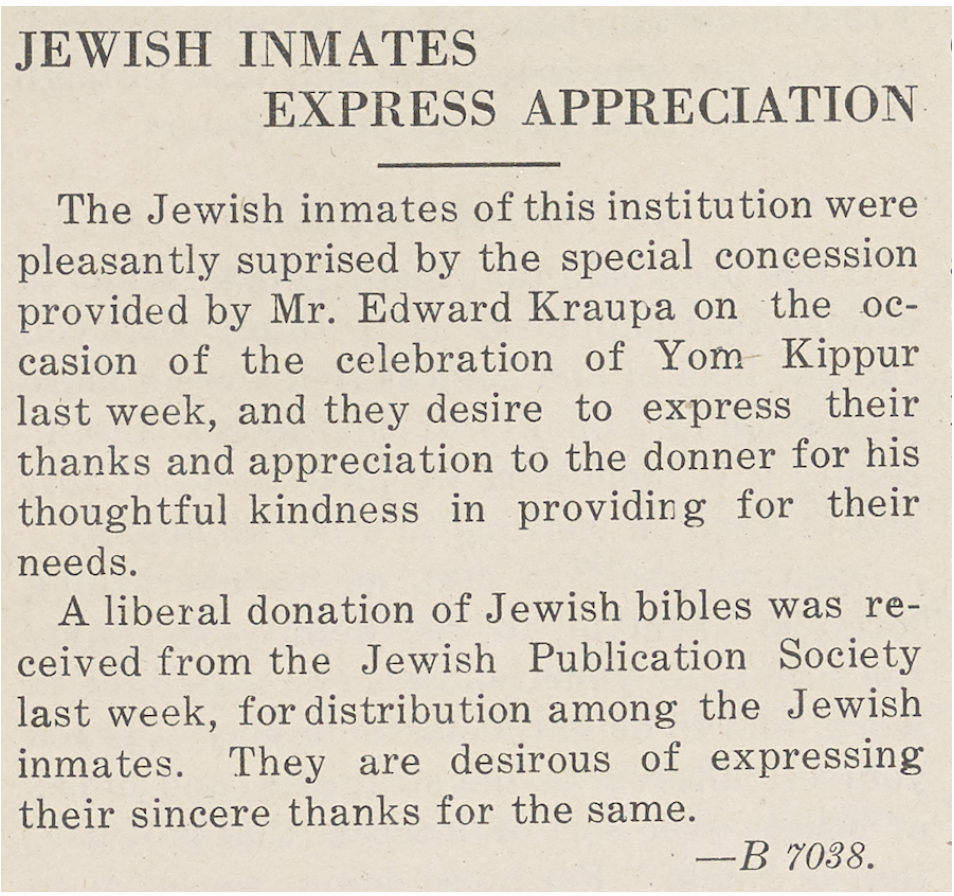 JEWISH INMATES
EXPRESS APPRECIATION
The Jewish inmates of this institution were
pleasantly suprised by the special concession
provided by Mr. Edward Kraupa on the oc-
casion of the celebration of Yom Kippur
last week, and they desire to express their
thanks and appreciation to the donner for his
thoughtful kindness in providing for their
needs.
A liberal donation of Jewish bibles was re-
ceived from the Jewish Publication Society
last week, for distribution among the Jewish
inmates. They are desirous of expressing
their sincere thanks for the same.
—B 7038.